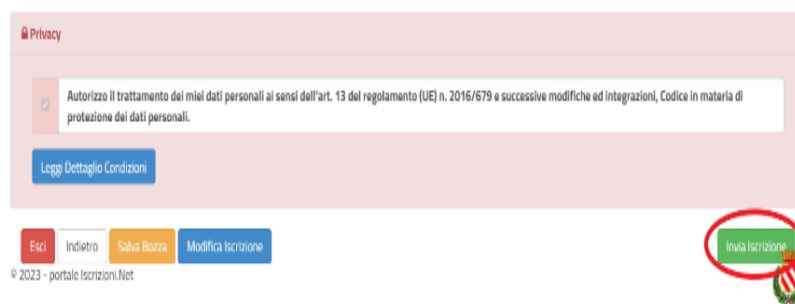 Privacy
Autorizzo il trattamento dei miei dati personali ai sensi dell'art. 13 del regolamento (UE) n. 2016/679 e successive modifiche ed integrazioni, Codice in materia di
protezione dei dati personali.
Leggi Dettaglio Condizioni
Esci Indietro Salva Bozza Modifica Iscrizione Invia Iscrizione
© 2023 - portale Iscrizioni.Net